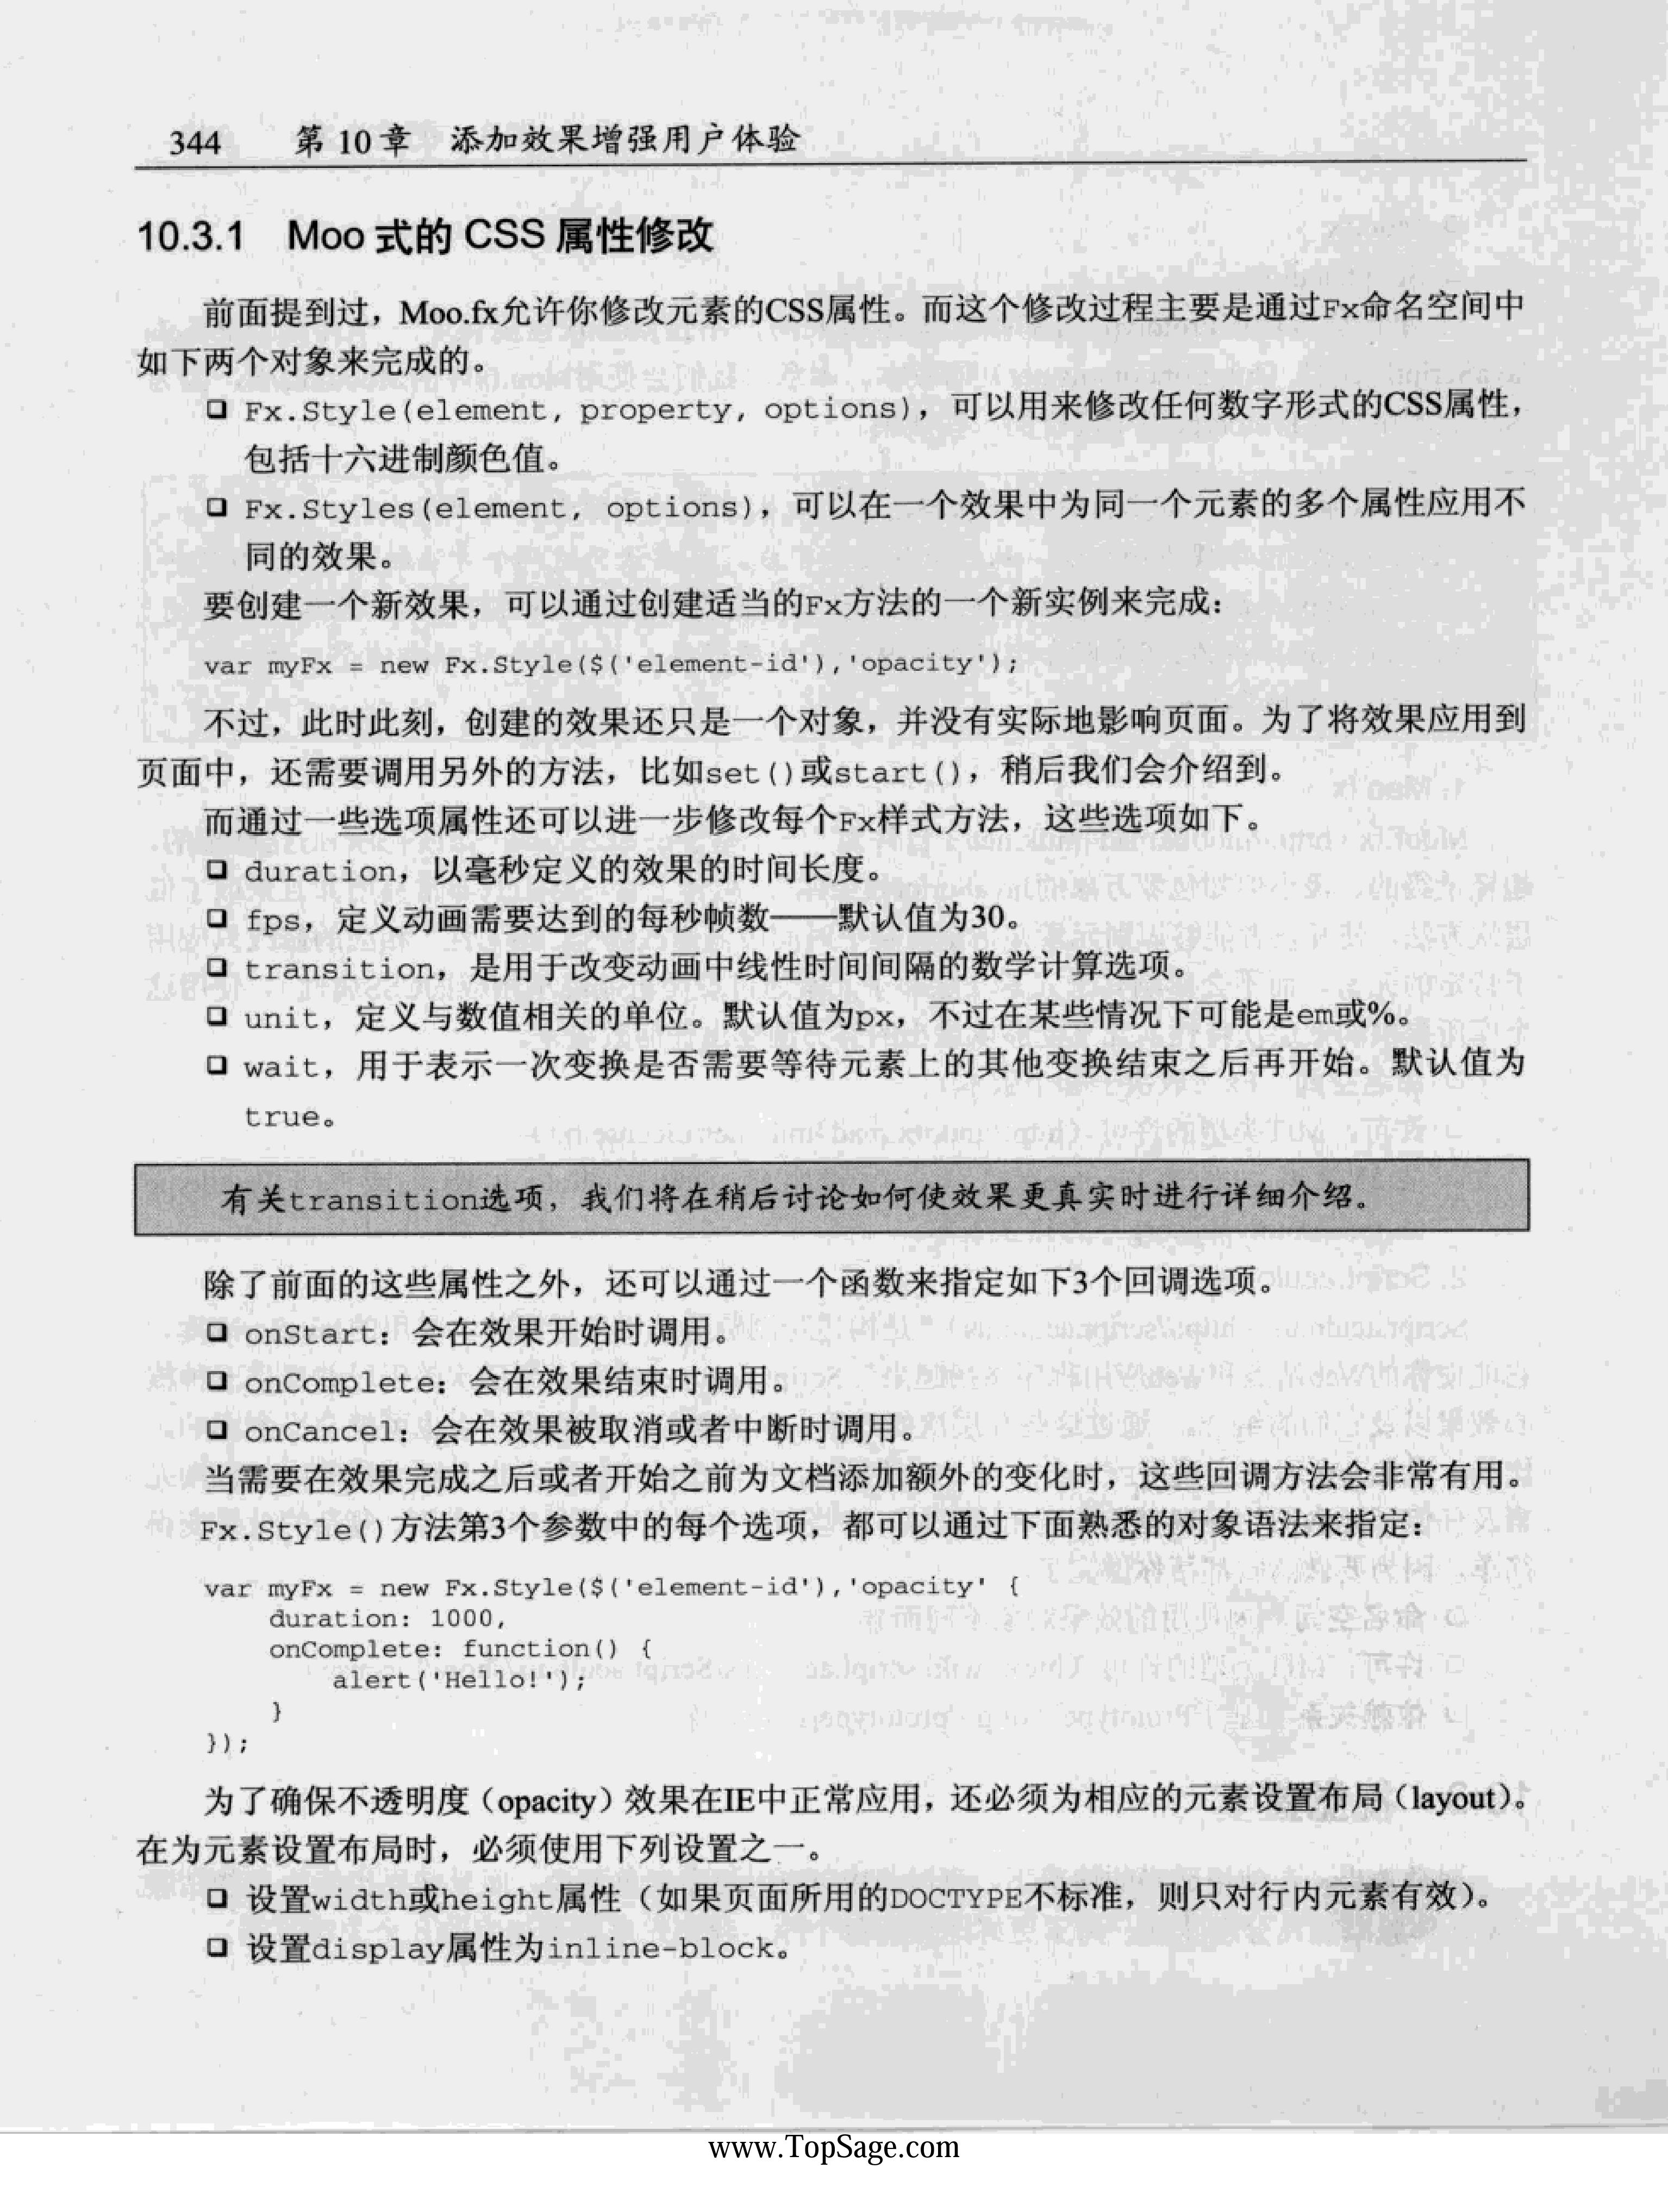 344 第 10 章 添加效果增强用户体验
10.3.1 Moo 式的 CSS 属性修改
前面提到过，Moo.fx允许你修改元素的CSS属性。而这个修改过程主要是通过Fx命名空间中
如下两个对象来完成的。
❑ Fx.Style(element, property, options)，可以用来修改任何数字形式的CSS属性，
包括十六进制颜色值。
❑ Fx.Styles(element, options)，可以在一个效果中为同一个元素的多个属性应用不
同的效果。
要创建一个新效果，可以通过创建适当的Fx方法的一个新实例来完成：
var myFx = new Fx.Style($('element-id'),'opacity');
不过，此时此刻，创建的效果还只是一个对象，并没有实际地影响页面。为了将效果应用到
页面中，还需要调用另外的方法，比如set()或start()，稍后我们会介绍到。
而通过一些选项属性还可以进一步修改每个Fx样式方法，这些选项如下。
❑ duration，以毫秒定义的效果的时间长度。
❑ fps，定义动画需要达到的每秒帧数——默认值为30。
❑ transition，是用于改变动画中线性时间间隔的数学计算选项。
❑ unit，定义与数值相关的单位。默认值为px，不过在某些情况下可能是em或%。
❑ wait，用于表示一次变换是否需要等待元素上的其他变换结束之后再开始。默认值为
true。
有关transition选项，我们将在稍后讨论如何使效果更真实时进行详细介绍。
除了前面的这些属性之外，还可以通过一个函数来指定如下3个回调选项。
❑ onStart：会在效果开始时调用。
❑ onComplete：会在效果结束时调用。
❑ onCancel：会在效果被取消或者中断时调用。
当需要在效果完成之后或者开始之前为文档添加额外的变化时，这些回调方法会非常有用。
Fx.Style()方法第3个参数中的每个选项，都可以通过下面熟悉的对象语法来指定：
var myFx = new Fx.Style($('element-id'),'opacity' {
duration: 1000,
onComplete: function() {
alert('Hello!');
}
});
为了确保不透明度（opacity）效果在IE中正常应用，还必须为相应的元素设置布局（layout）。
在为元素设置布局时，必须使用下列设置之一。
❑ 设置width或height属性（如果页面所用的DOCTYPE不标准，则只对行内元素有效）。
❑ 设置display属性为inline-block。
www.TopSage.com